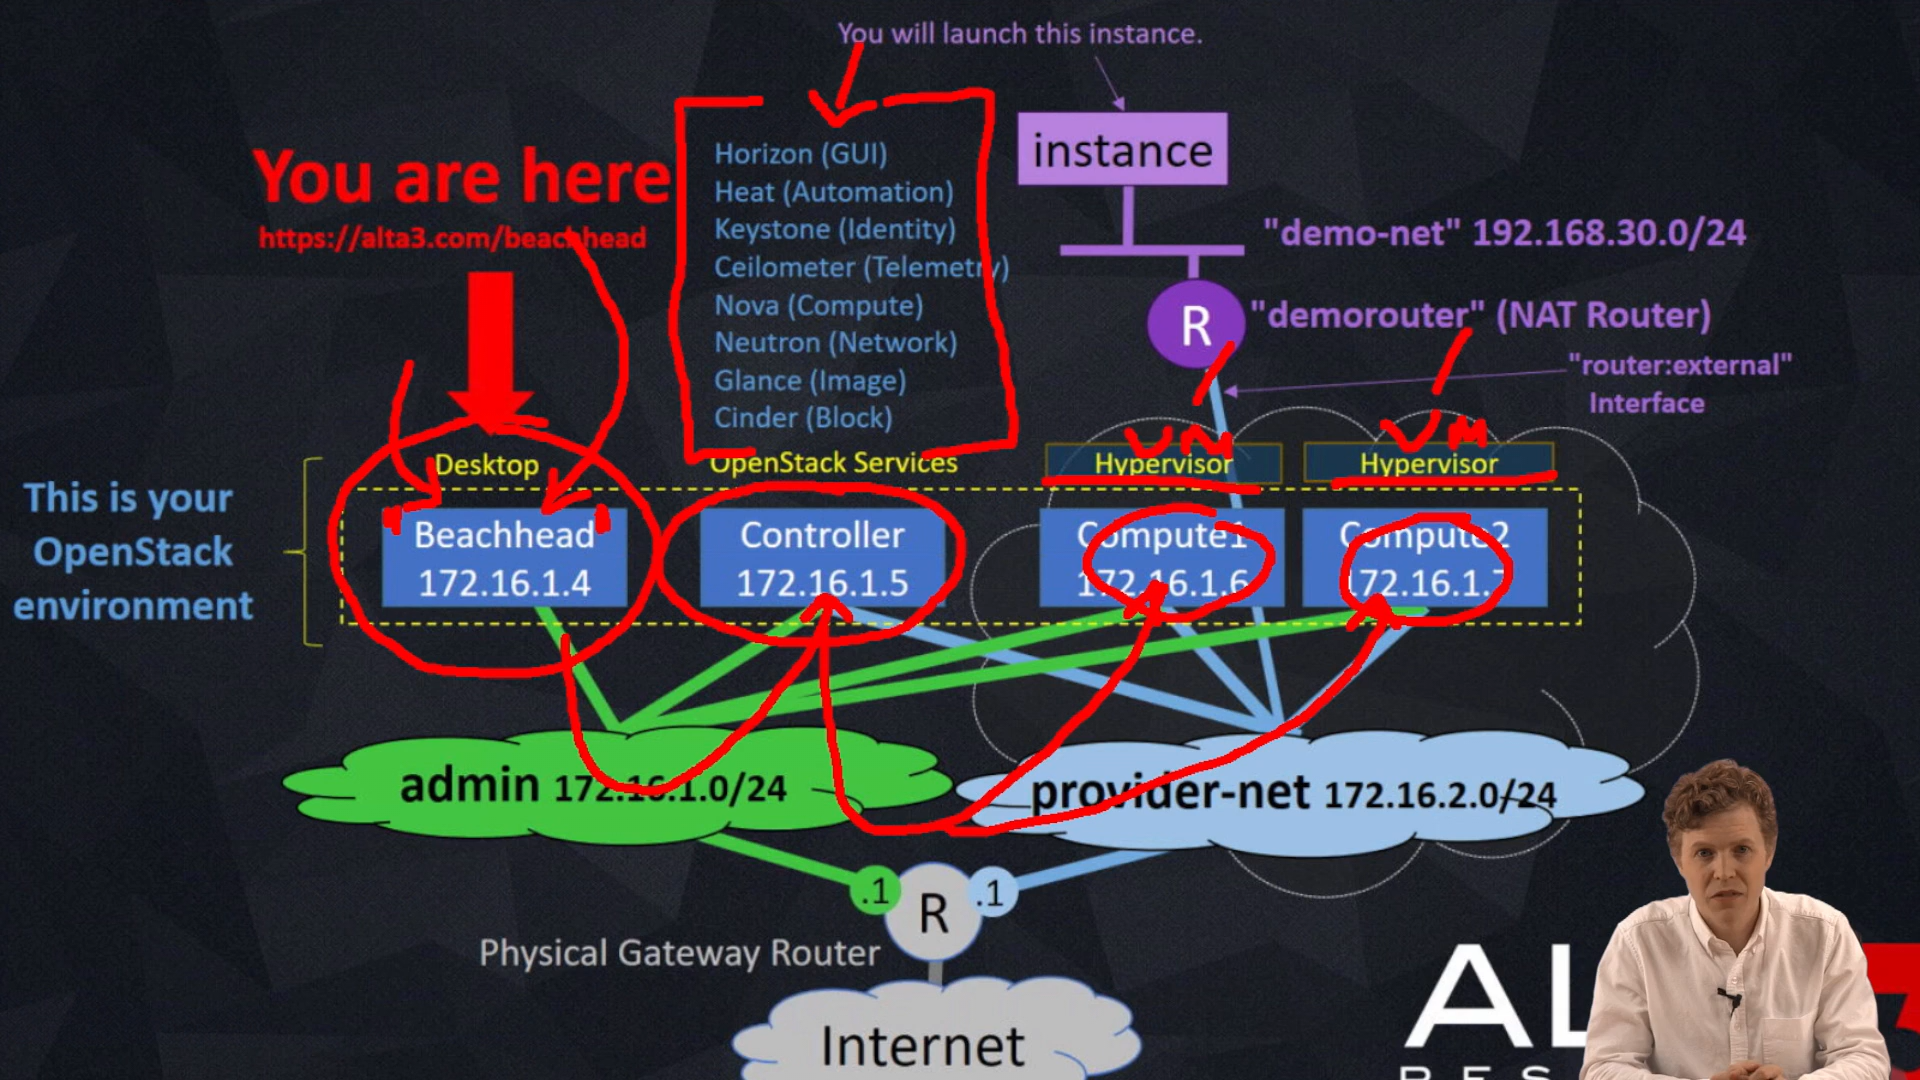 You will launch this instance.
instance
You are here
https://alta3.com/beachhead
Horizon (GUI)
Heat (Automation)
Keystone (Identity)
Ceilometer (Telemetry)
Nova (Compute)
Neutron (Network)
Glance (Image)
Cinder (Block)
"demo-net" 192.168.30.0/24
R
"demorouter" (NAT Router)
"router:external"
Interface
VM
VM
Desktop
OpenStack Services
Hypervisor
Hypervisor
This is your
OpenStack
environment
Beachhead
172.16.1.4
Controller
172.16.1.5
Compute1
172.16.1.6
Compute2
172.16.1.7
admin 172.16.1.0/24
provider-net 172.16.2.0/24
.1
R
.1
Physical Gateway Router
Internet